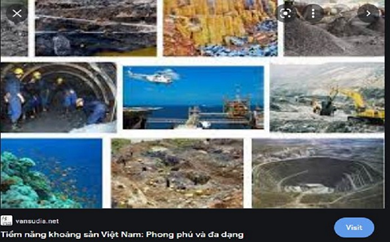 vansudia.net
Tiềm năng khoáng sản Việt Nam: Phong phú và đa dạng
Visit